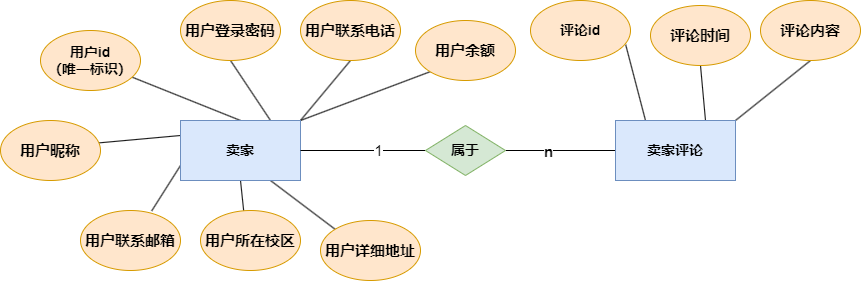 用户id
(唯一标识)
用户登录密码
用户联系电话
用户余额
评论id
评论时间
评论内容
用户昵称
卖家
1
属于
n
卖家评论
用户联系邮箱
用户所在校区
用户详细地址